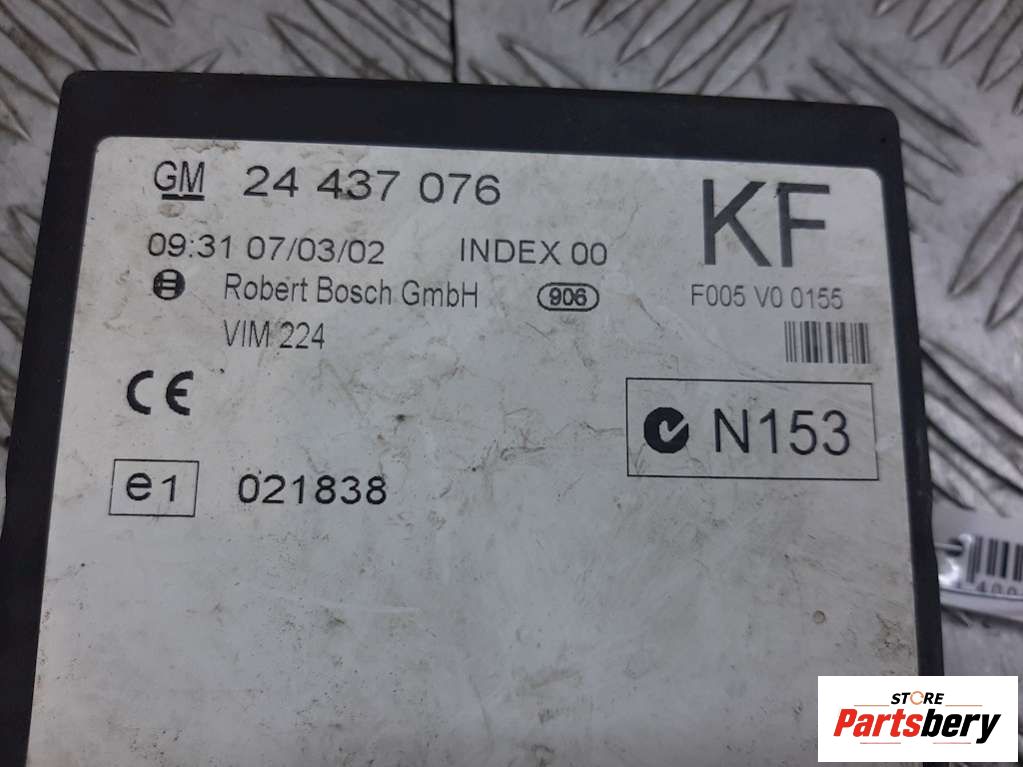 GM 24 437 076
KF
09:31 07/03/02 INDEX 00
Robert Bosch GmbH 906 F005 V0 0155
VIM 224
CE
N153
e1 021838
STORE
Partsbery